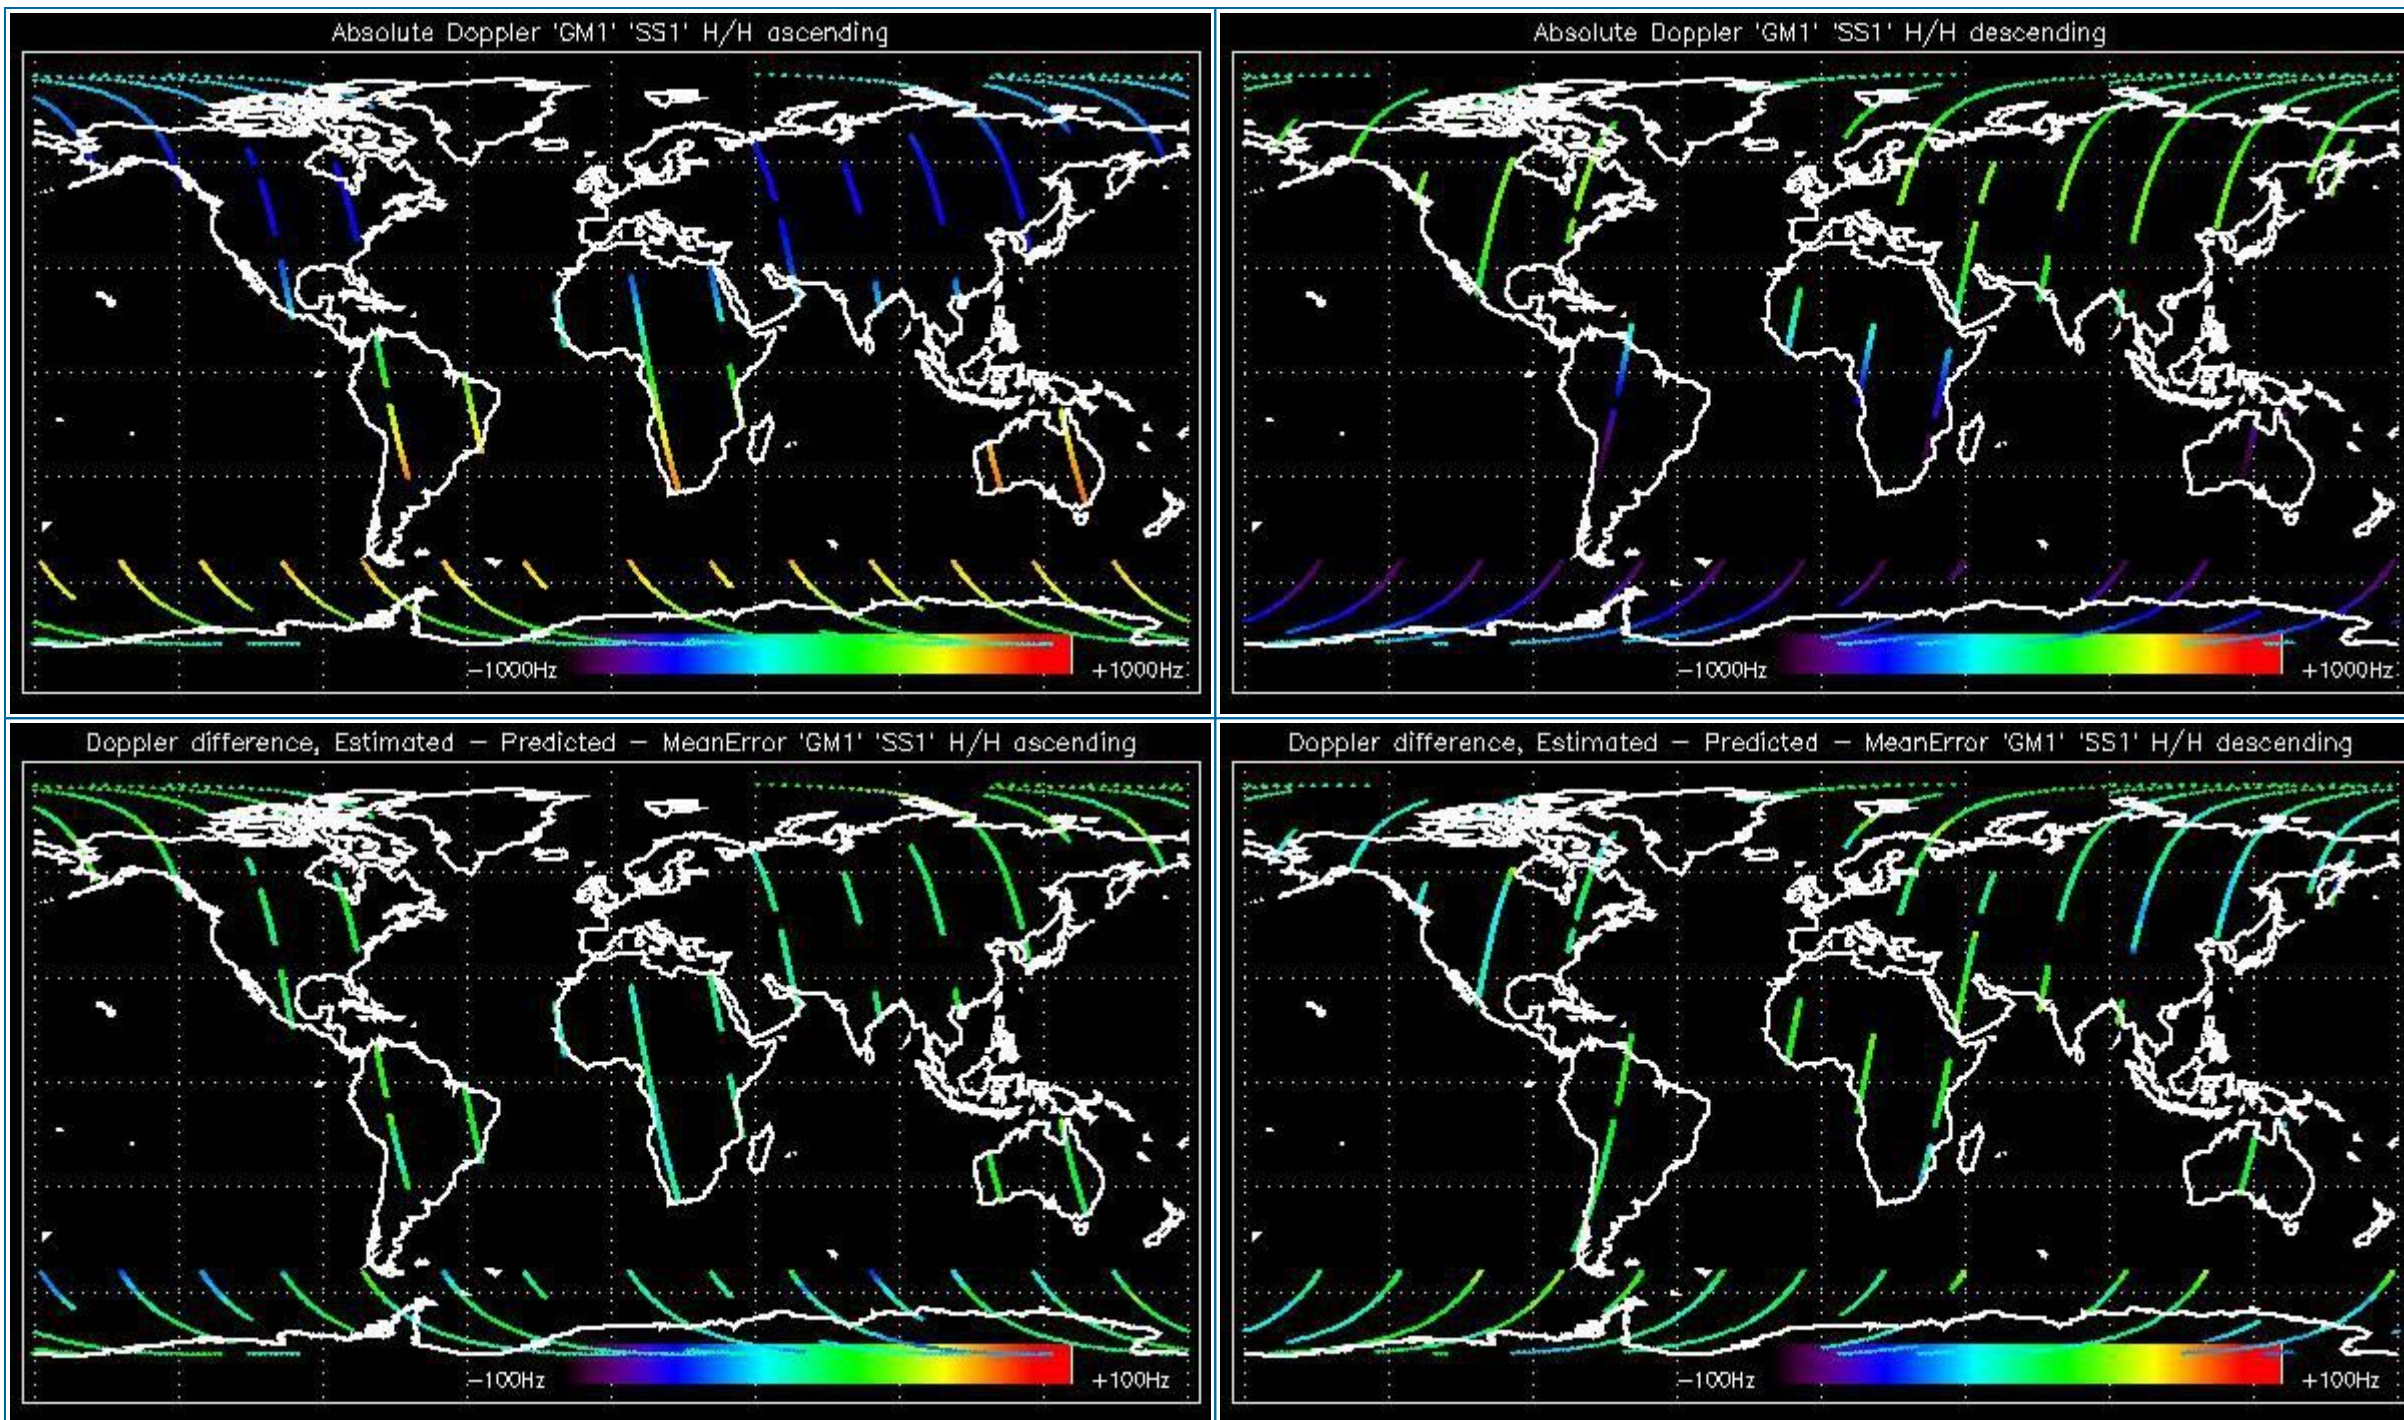 Absolute Doppler 'GM1' 'SS1' H/H ascending
−1000Hz +1000Hz
Absolute Doppler 'GM1' 'SS1' H/H descending
−1000Hz +1000Hz
Doppler difference, Estimated − Predicted − MeanError 'GM1' 'SS1' H/H ascending
−100Hz +100Hz
Doppler difference, Estimated − Predicted − MeanError 'GM1' 'SS1' H/H descending
−100Hz +100Hz